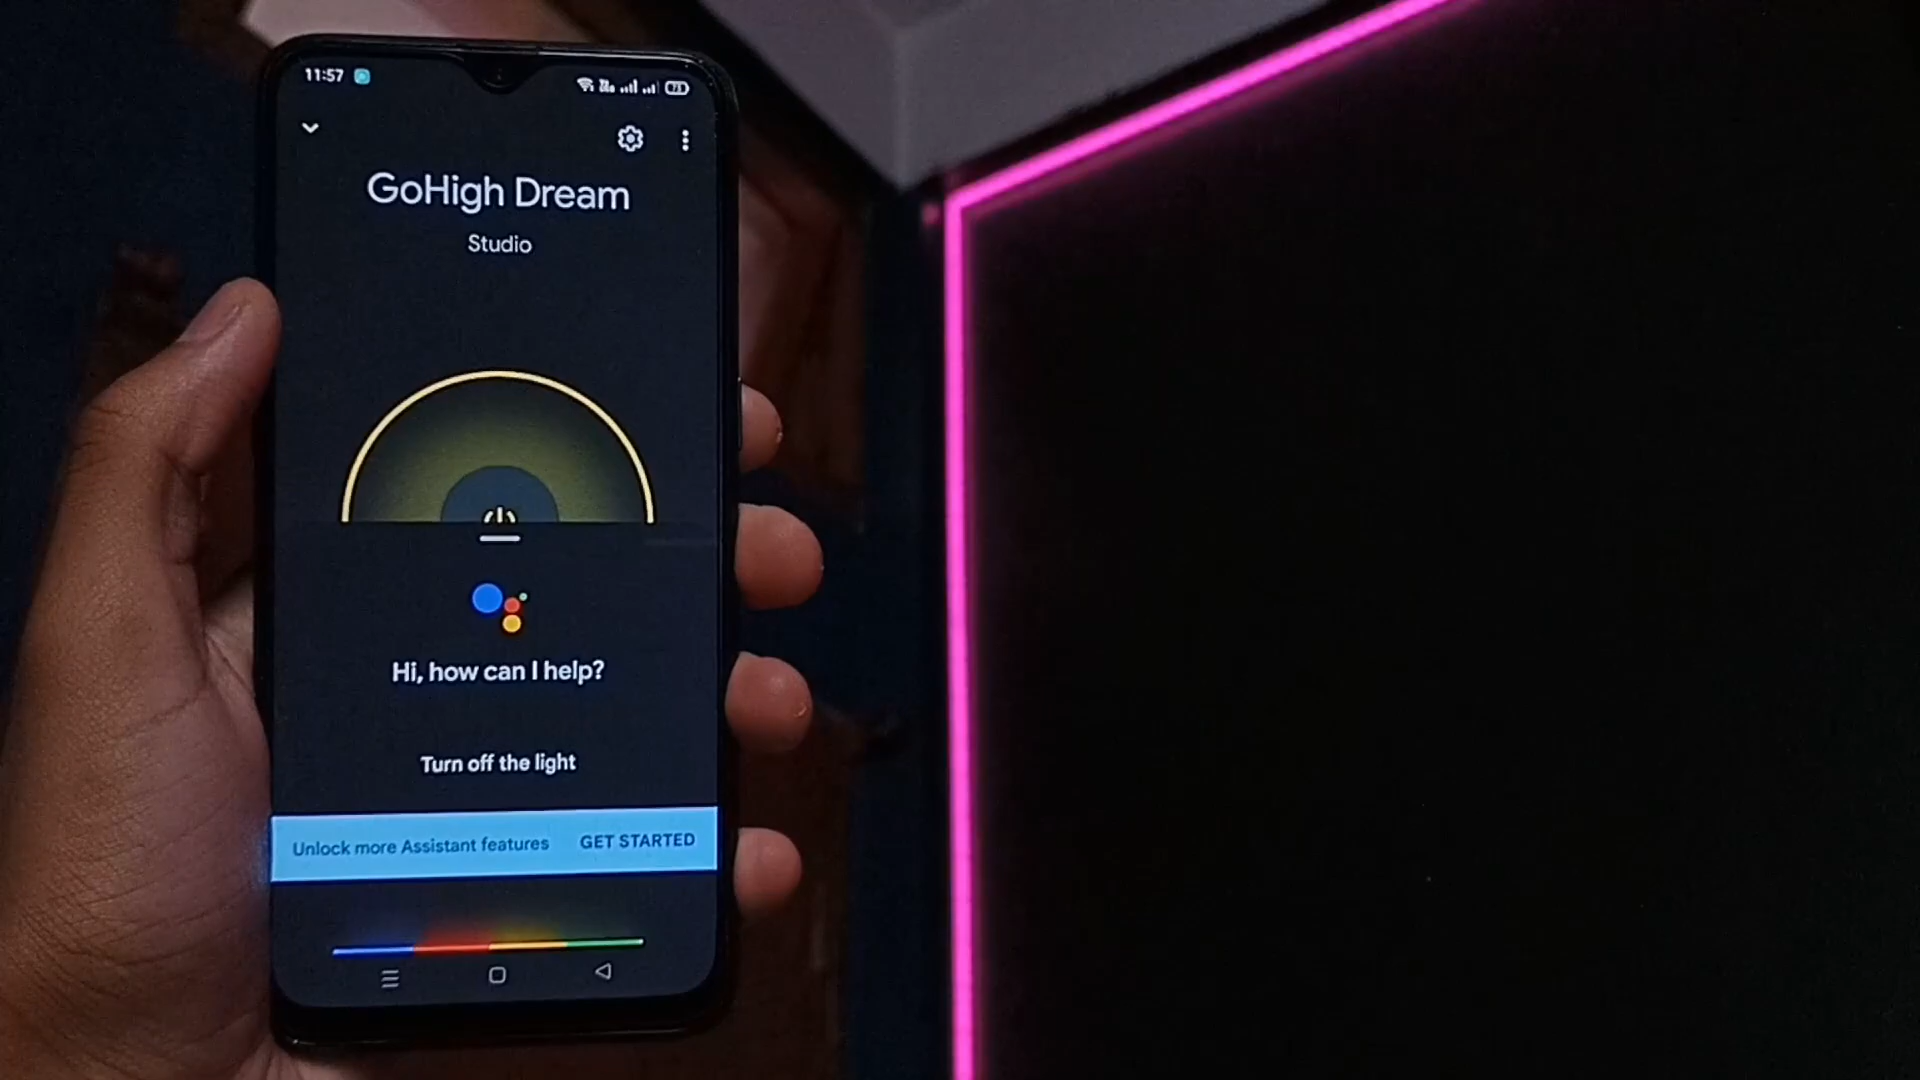 11:57
73
GoHigh Dream
Studio
Hi, how can I help?
Turn off the light
Unlock more Assistant features GET STARTED